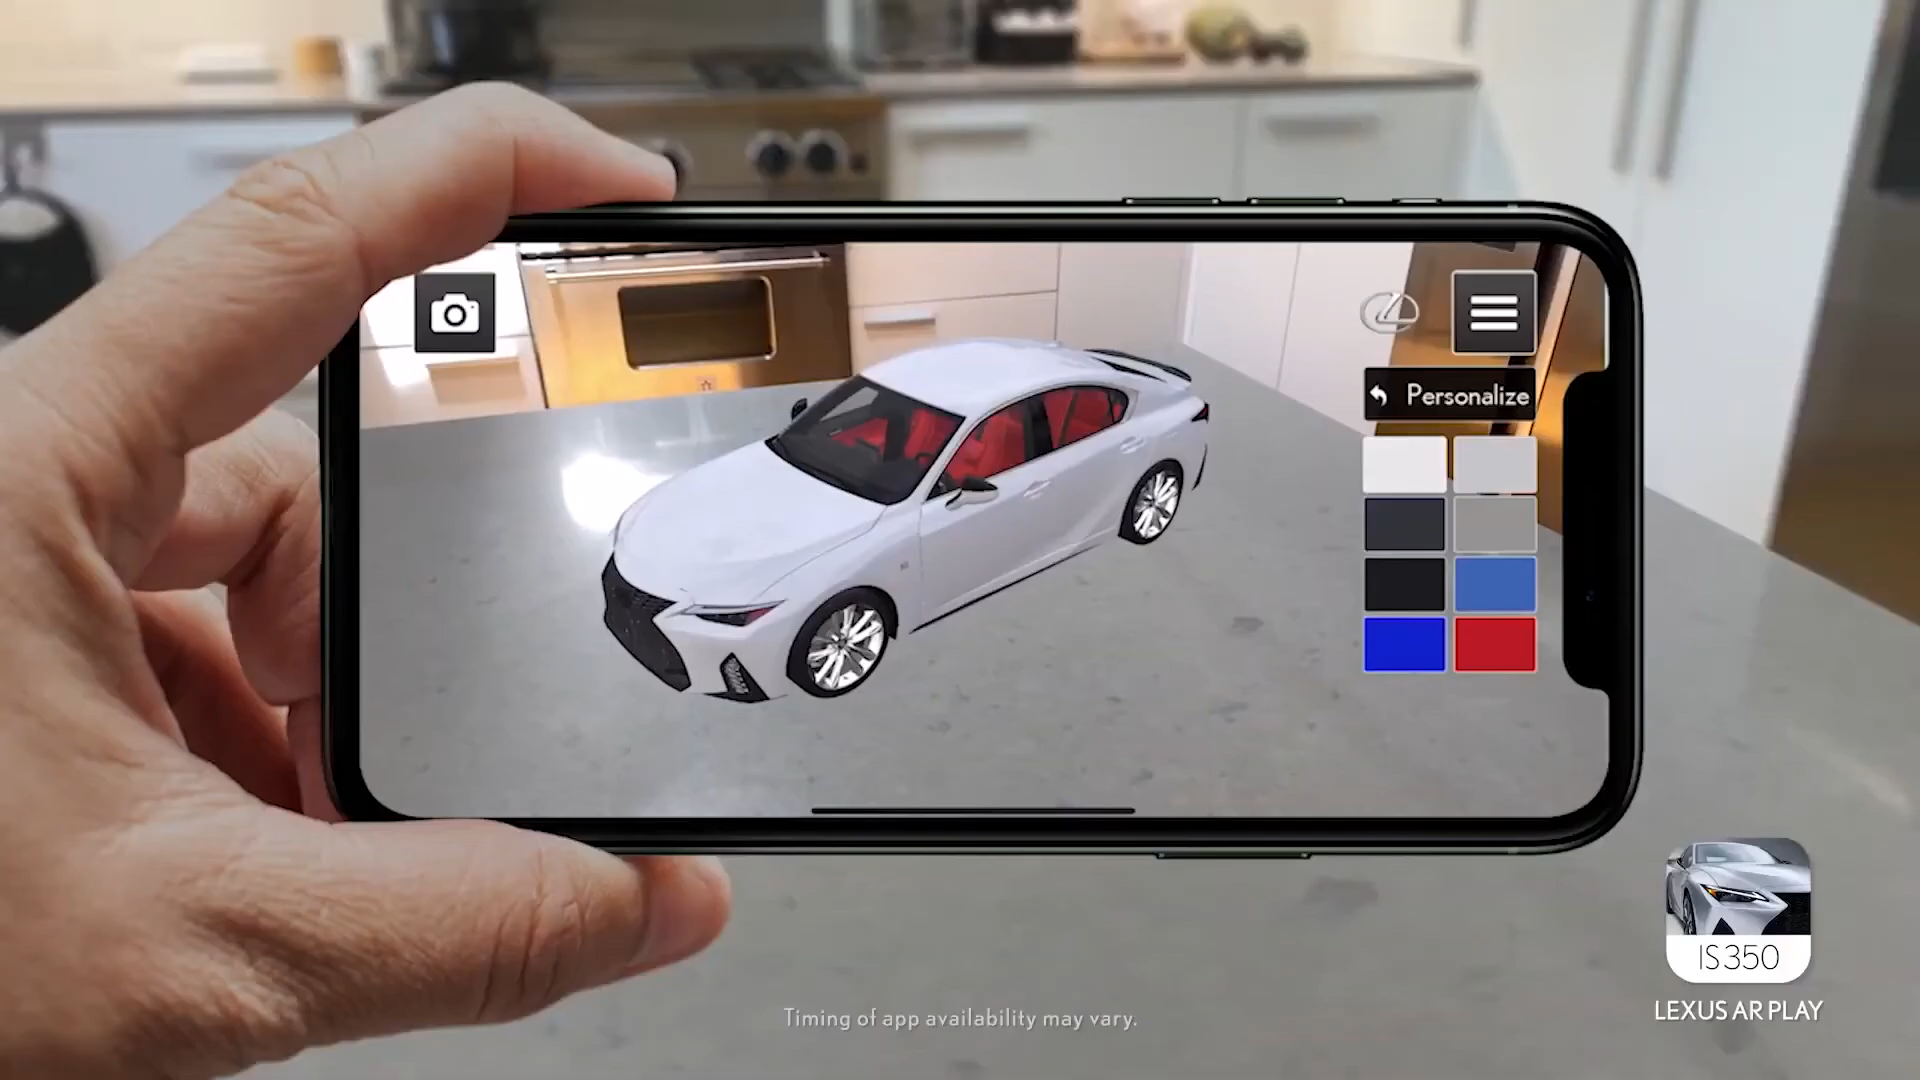 Personalize
IS350
LEXUS AR PLAY
Timing of app availability may vary.